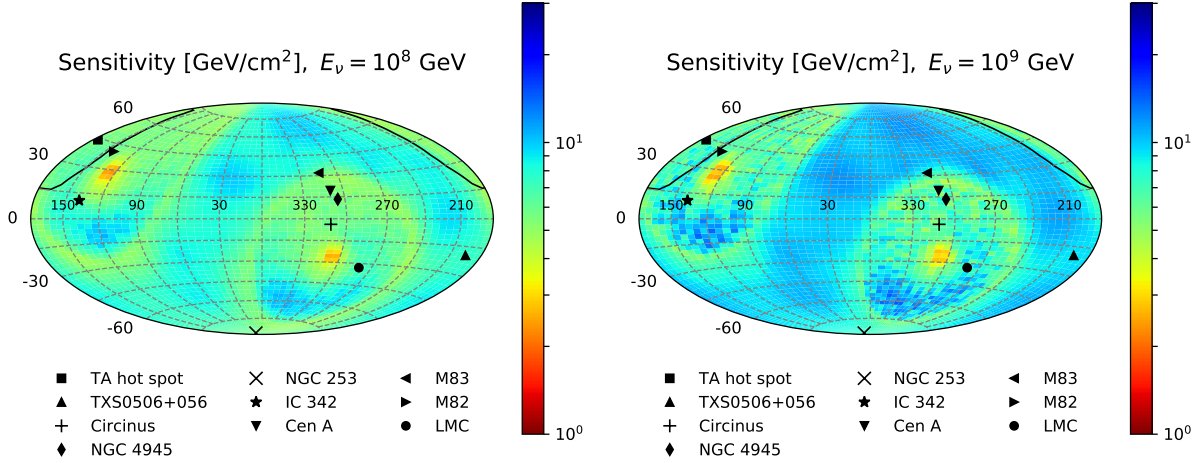 Sensitivity [GeV/cm²], Eν = 10⁸ GeV
60
30
0
-30
-60
150 90 30 330 270 210
10¹
10⁰
TA hot spot
TXS0506+056
Circinus
NGC 4945
NGC 253
IC 342
Cen A
M83
M82
LMC
Sensitivity [GeV/cm²], Eν = 10⁹ GeV
60
30
0
-30
-60
150 90 30 330 270 210
10¹
10⁰
TA hot spot
TXS0506+056
Circinus
NGC 4945
NGC 253
IC 342
Cen A
M83
M82
LMC